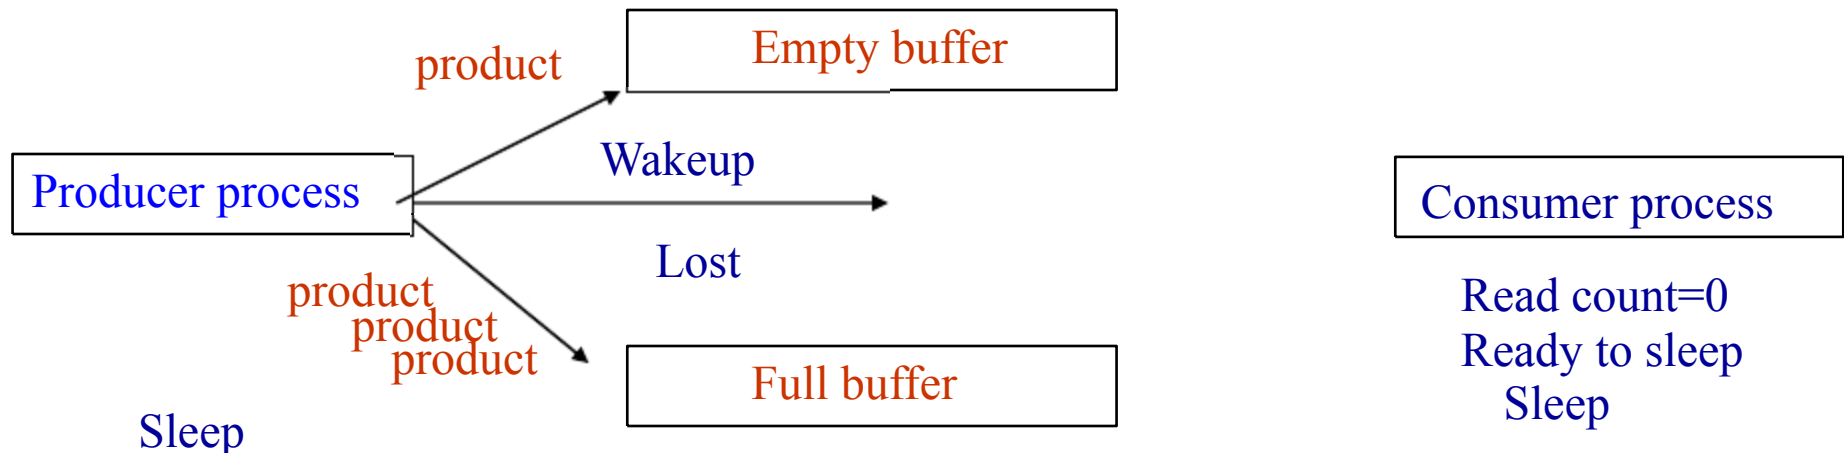 product
Empty buffer
Wakeup
Producer process
Consumer process
Lost
product
product
product
Read count=0
Ready to sleep
Full buffer
Sleep
Sleep